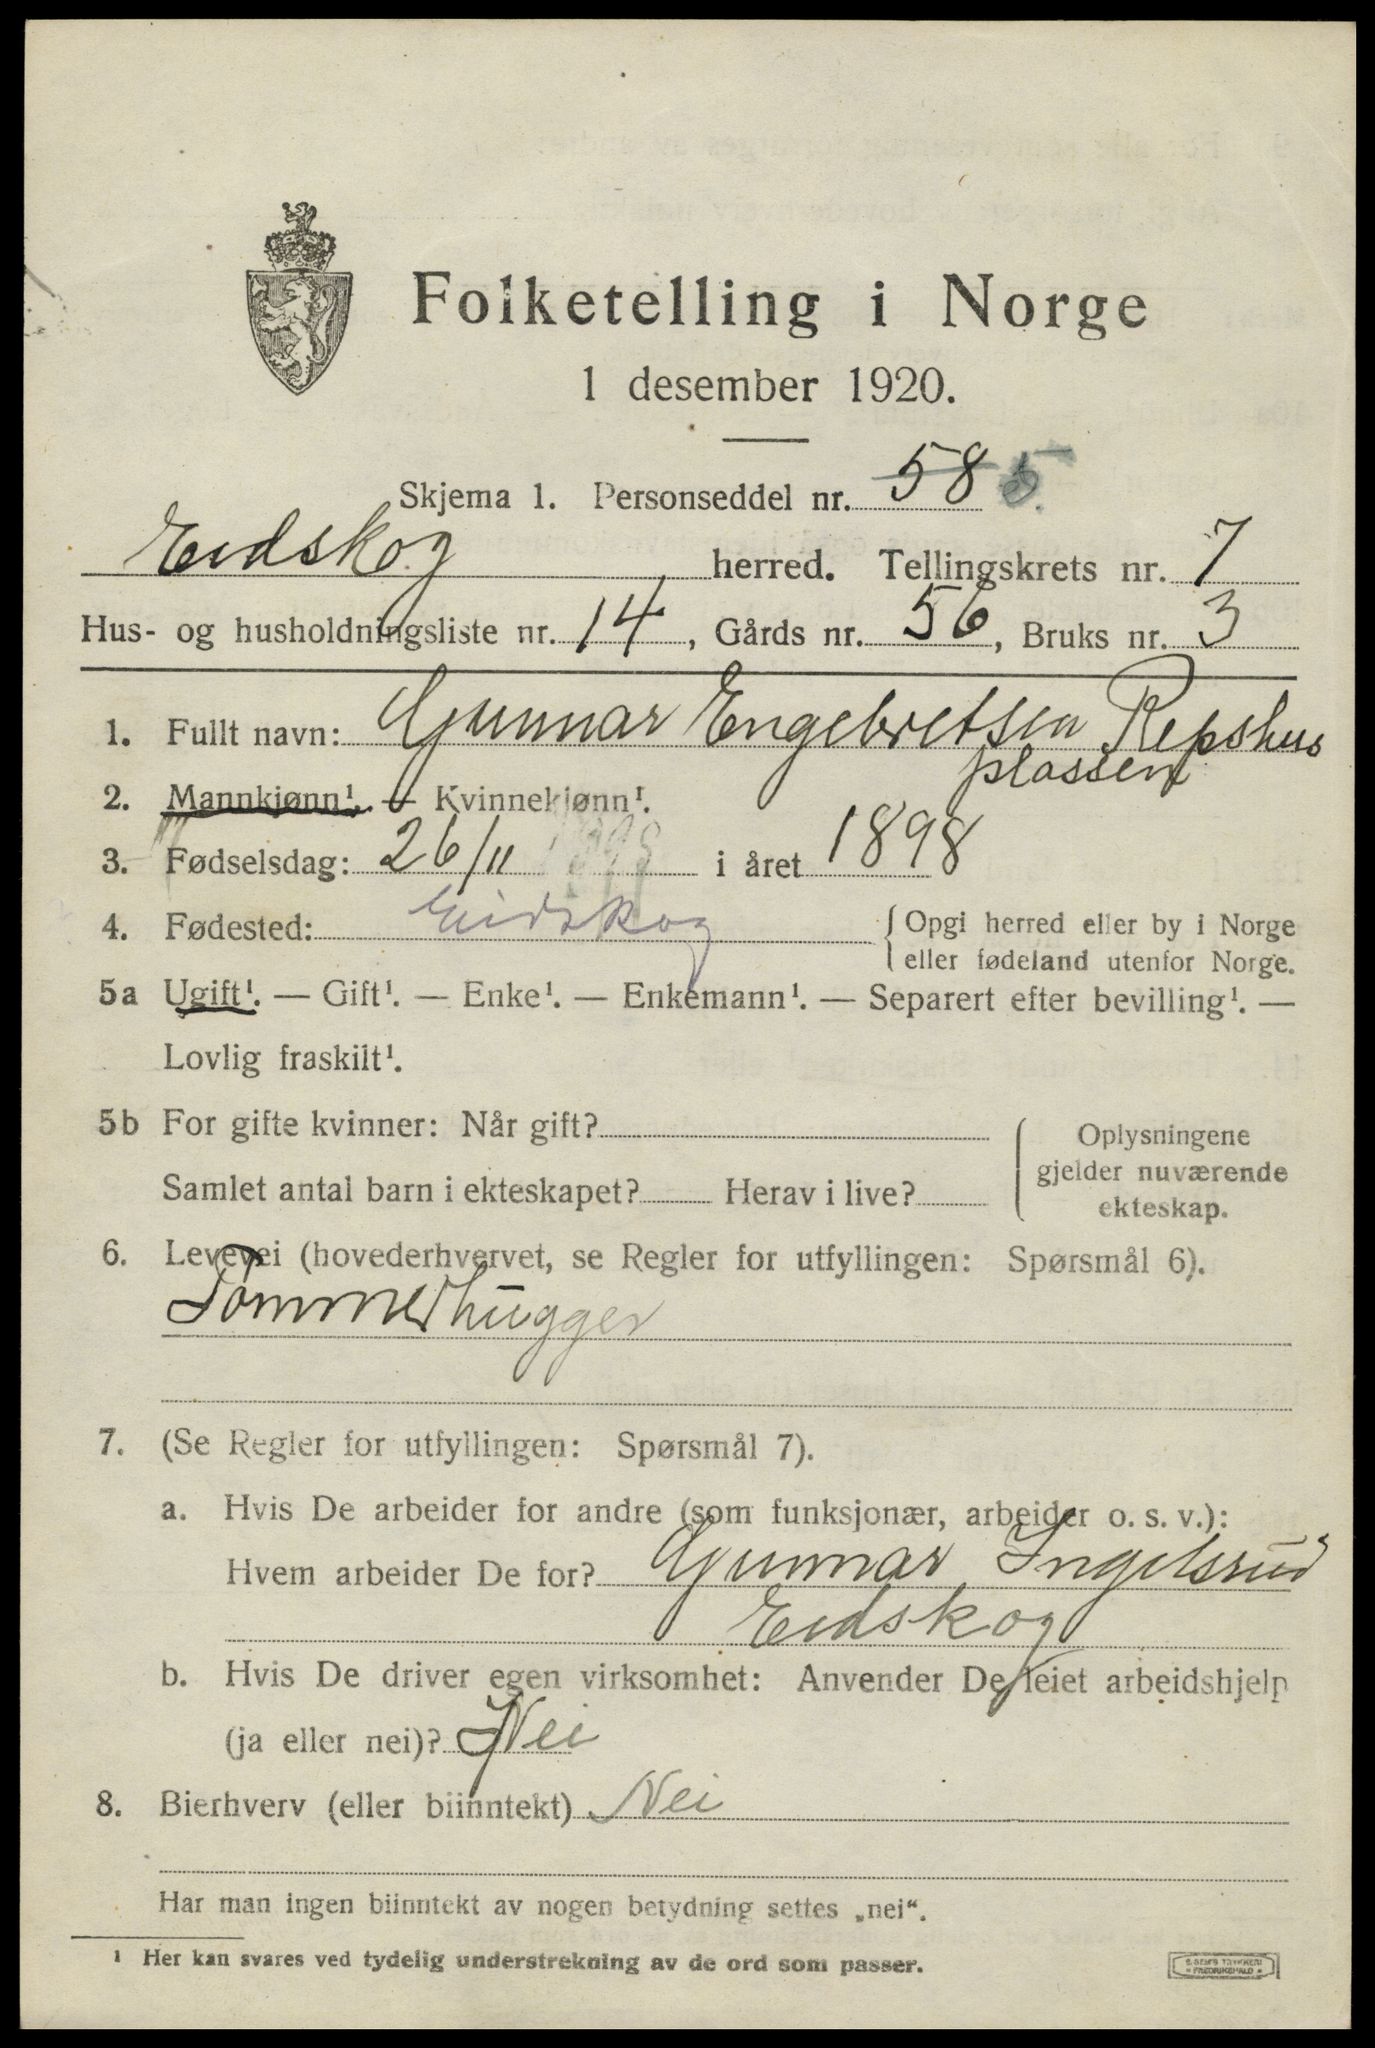 Folketelling i Norge
1 desember 1920.
Skjema 1. Personseddel nr. 58 5.
Eidskog herred. Tellingskrets nr. 7
Hus- og husholdningsliste nr. 14, Gårds nr. 56, Bruks nr. 3
1. Fullt navn: Gunnar Engebretsen Repshus
plassen
2. Mannkjønn¹. — Kvinnekjønn¹.
3. Fødselsdag: 26/11 1898 i året 1898
4. Fødested: Eidskog { Opgi herred eller by i Norge
eller fødeland utenfor Norge.
5a Ugift¹. — Gift¹. — Enke¹. — Enkemann¹. — Separert efter bevilling¹. —
Lovlig fraskilt¹.
5b For gifte kvinner: Når gift? { Oplysningene
gjelder nuværende
ekteskap.
Samlet antal barn i ekteskapet? Herav i live?
6. Levevei (hovederhvervet, se Regler for utfyllingen: Spørsmål 6).
Tømmerhugger
7. (Se Regler for utfyllingen: Spørsmål 7).
a. Hvis De arbeider for andre (som funksjonær, arbeider o. s. v.):
Hvem arbeider De for? Gunnar Ingelsrud
Eidskog
b. Hvis De driver egen virksomhet: Anvender De leiet arbeidshjelp
(ja eller nei)? Nei
8. Bierhverv (eller biinntekt) Nei
Har man ingen biinntekt av nogen betydning settes „nei“.
¹ Her kan svares ved tydelig understrekning av de ord som passer.